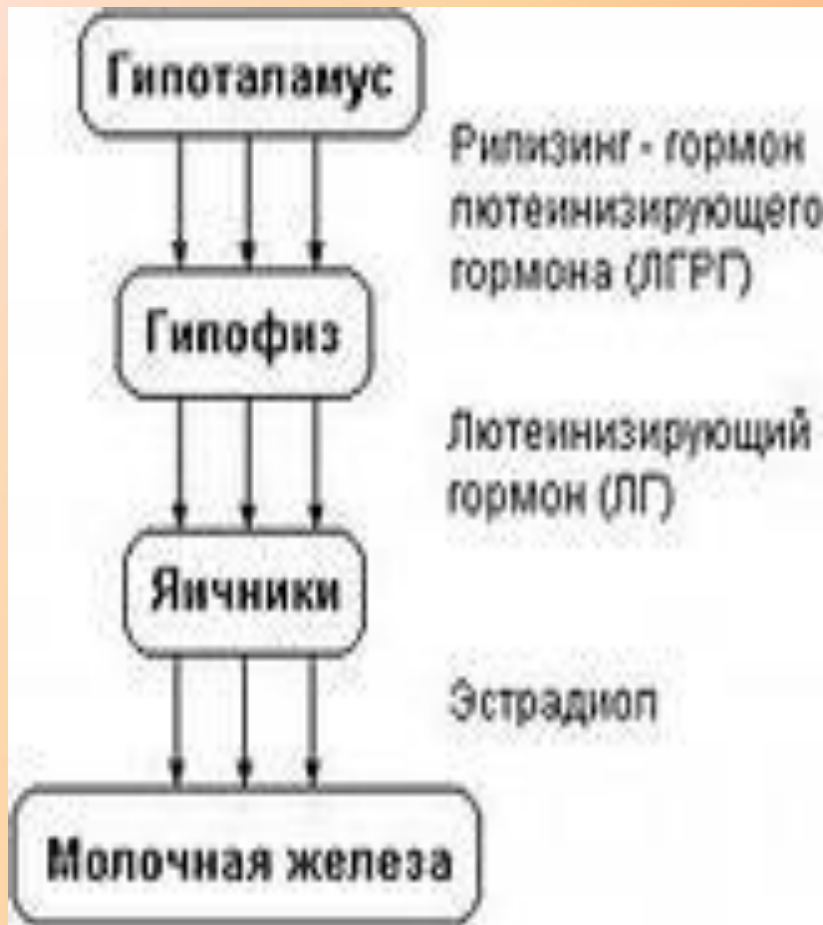 Гипоталамус
Рилизинг - гормон
лютеинизирующего
гормона (ЛГРГ)
Гипофиз
Лютеинизирующий
гормон (ЛГ)
Яичники
Эстрадиол
Молочная железа